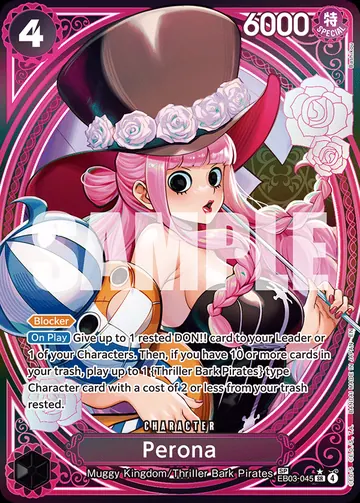 4
6000
特
SPECIAL
SAMPLE
Blocker
On Play Give up to 1 rested DON!! card to your Leader or
1 of your Characters. Then, if you have 10 or more cards in
your trash, play up to 1 {Thriller Bark Pirates} type
Character card with a cost of 2 or less from your trash
rested.
CHARACTER
Perona
Muggy Kingdom/Thriller Bark Pirates
SP
EB03-045 SR 4